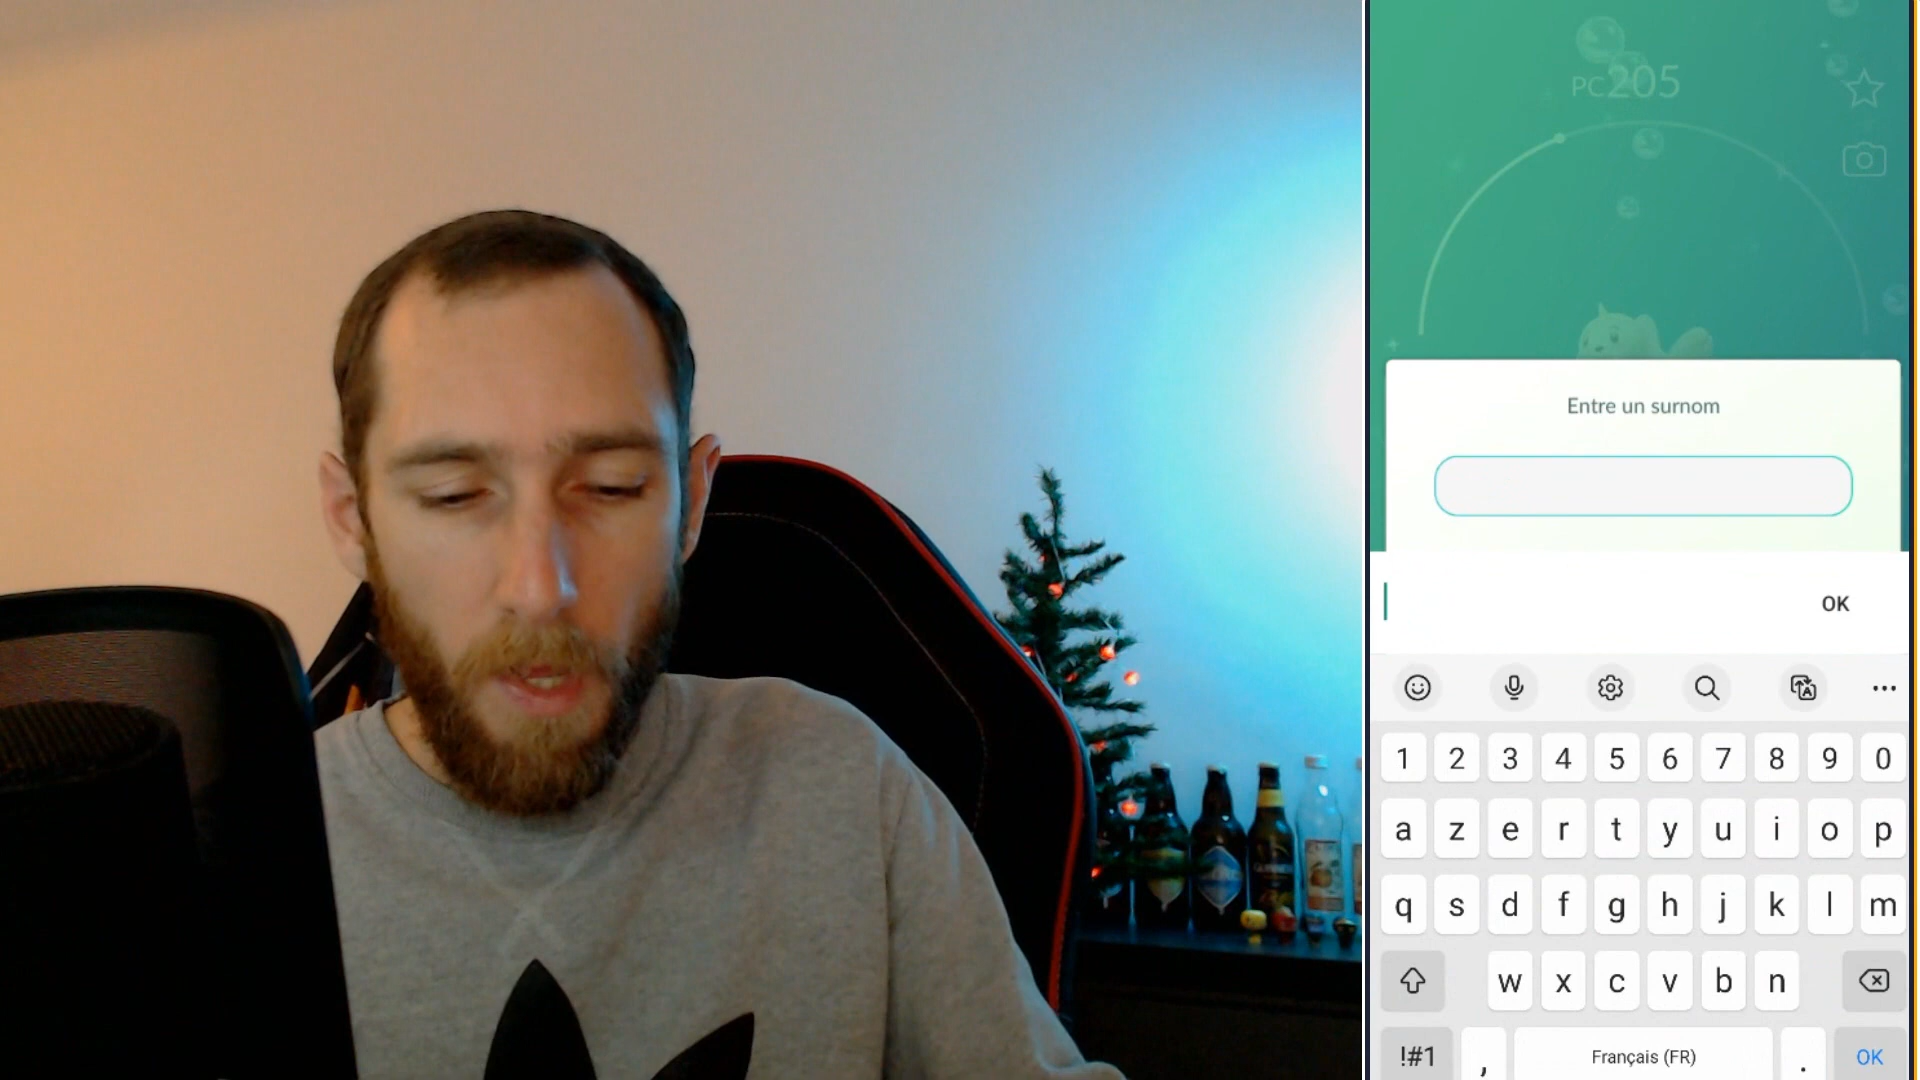 PC205
Entre un surnom
OK
1 2 3 4 5 6 7 8 9 0
a z e r t y u i o p
q s d f g h j k l m
w x c v b n
!#1 , Français (FR) . OK